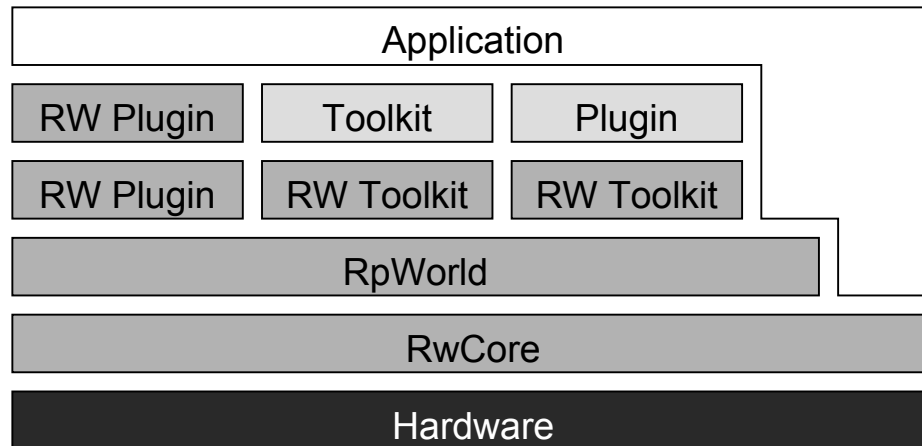 Application
RW Plugin Toolkit Plugin
RW Plugin RW Toolkit RW Toolkit
RpWorld
RwCore
Hardware